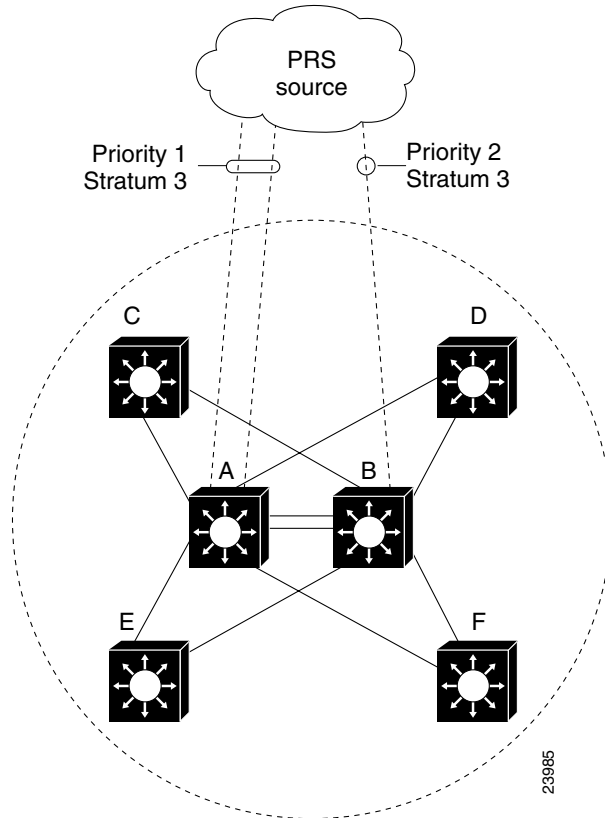 PRS
source
Priority 1
Stratum 3
Priority 2
Stratum 3
C
D
A
B
E
F
23985